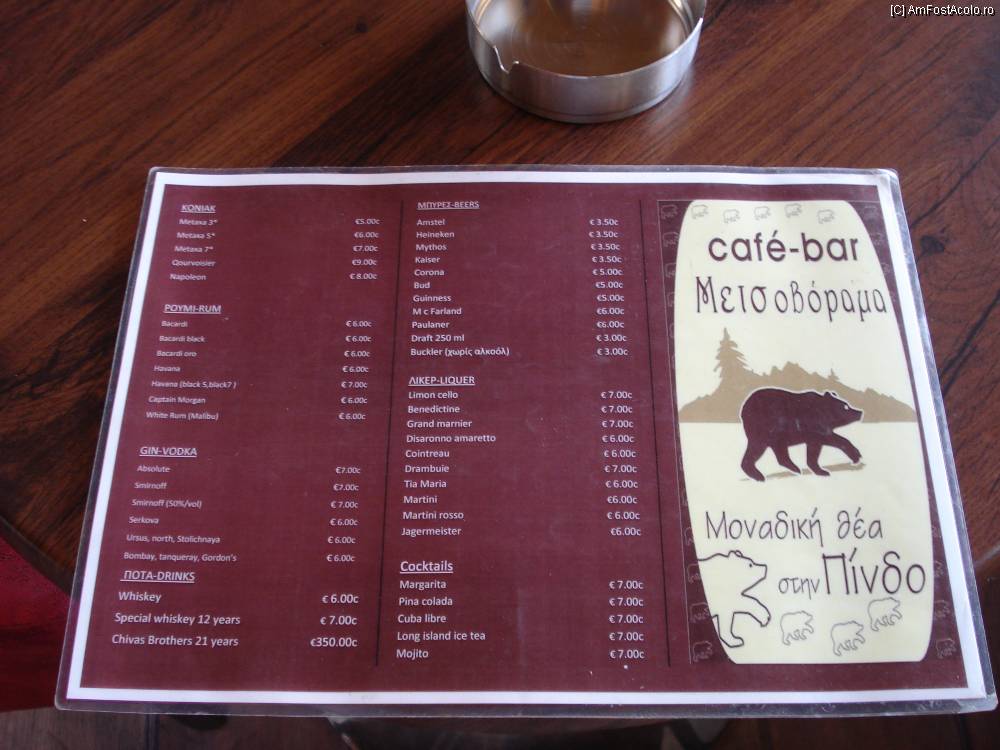 [C] AmFostAcolo.ro
ΚΟΝΙΑΚ
Metaxa 3* €5.00c
Metaxa 5* €6.00c
Metaxa 7* €7.00c
Qourvoisier €9.00c
Napoleon € 8.00c
ΡΟΥΜΙ-RUM
Bacardi € 6.00c
Bacardi black € 6.00c
Bacardi oro € 6.00c
Havana € 6.00c
Havana (black 5,black7 ) € 7.00c
Captain Morgan € 6.00c
White Rum (Malibu) € 6.00c
GIN-VODKA
Absolute €7.00c
Smirnoff €7.00c
Smirnoff (50%/vol) € 7.00c
Serkova € 6.00c
Ursus, north, Stolichnaya € 6.00c
Bombay, tanqueray, Gordon's € 6.00c
ΠΟΤΑ-DRINKS
Whiskey € 6.00c
Special whiskey 12 years € 7.00c
Chivas Brothers 21 years €350.00c
ΜΠΥΡΕΣ-BEERS
Amstel € 3.50c
Heineken € 3.50c
Mythos € 3.50c
Kaiser € 3.50c
Corona € 5.00c
Bud €5.00c
Guinness €5.00c
M c Farland €6.00c
Paulaner €6.00c
Draft 250 ml € 3.00c
Buckler (χωρίς αλκοόλ) € 3.00c
ΛΙΚΕΡ-LIQUER
Limon cello € 7.00c
Benedictine € 7.00c
Grand marnier € 7.00c
Disaronno amaretto € 6.00c
Cointreau € 6.00c
Drambuie € 7.00c
Tia Maria € 6.00c
Martini €6.00c
Martini rosso € 6.00c
Jagermeister €6.00c
Cocktails
Margarita € 7.00c
Pina colada € 7.00c
Cuba libre € 7.00c
Long island ice tea € 7.00c
Mojito € 7.00c
café-bar
Μετσοβόραμα
Μοναδική θέα
στην Πίνδο